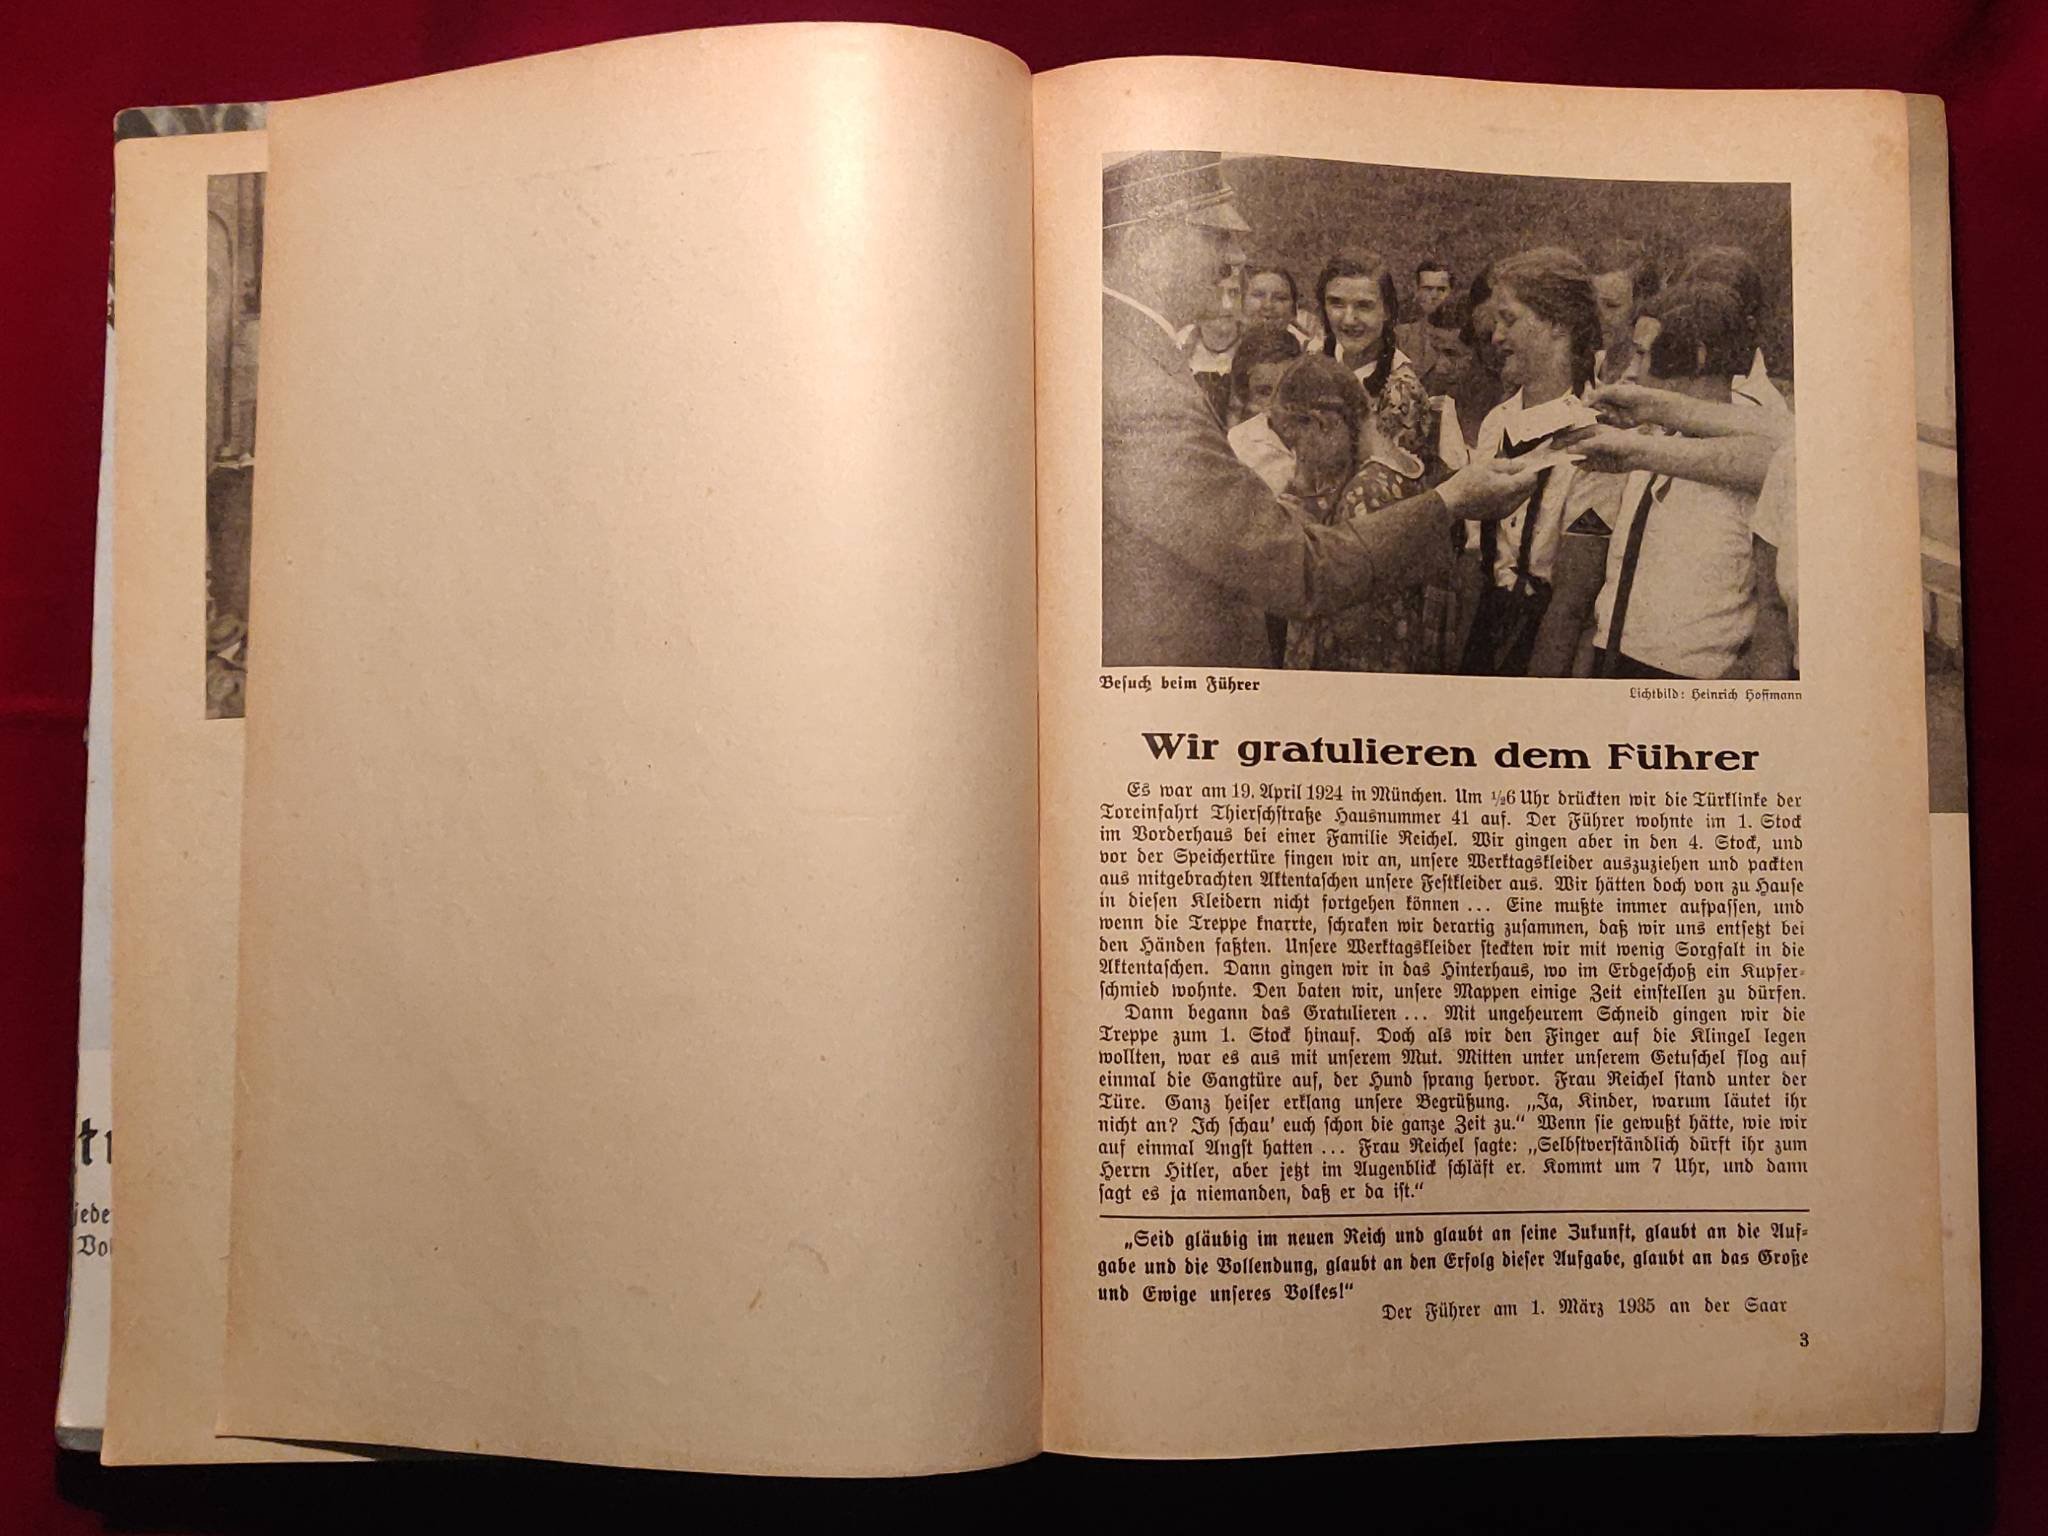 jede
Vo
Besuch beim Führer
Lichtbild: Heinrich Hoffmann
Wir gratulieren dem Führer
Es war am 19. April 1924 in München. Um ½6 Uhr drückten wir die Türklinke der
Toreinfahrt Thierschstraße Hausnummer 41 auf. Der Führer wohnte im 1. Stock
im Vorderhaus bei einer Familie Reichel. Wir gingen aber in den 4. Stock, und
vor der Speichertüre fingen wir an, unsere Werktagskleider auszuziehen und packten
aus mitgebrachten Aktentaschen unsere Festkleider aus. Wir hätten doch von zu Hause
in diesen Kleidern nicht fortgehen können ... Eine mußte immer aufpassen, und
wenn die Treppe knarrte, schraken wir derartig zusammen, daß wir uns entsetzt bei
den Händen faßten. Unsere Werktagskleider steckten wir mit wenig Sorgfalt in die
Aktentaschen. Dann gingen wir in das Hinterhaus, wo im Erdgeschoß ein Kupfer-
schmied wohnte. Den baten wir, unsere Mappen einige Zeit einstellen zu dürfen.
Dann begann das Gratulieren ... Mit ungeheurem Schneid gingen wir die
Treppe zum 1. Stock hinauf. Doch als wir den Finger auf die Klingel legen
wollten, war es aus mit unserem Mut. Mitten unter unserem Getuschel flog auf
einmal die Gangtüre auf, der Hund sprang hervor. Frau Reichel stand unter der
Türe. Ganz heiser erklang unsere Begrüßung. „Ja, Kinder, warum läutet ihr
nicht an? Ich schau' euch schon die ganze Zeit zu.“ Wenn sie gewußt hätte, wie wir
auf einmal Angst hatten ... Frau Reichel sagte: „Selbstverständlich dürft ihr zum
Herrn Hitler, aber jetzt im Augenblick schläft er. Kommt um 7 Uhr, und dann
sagt es ja niemanden, daß er da ist.“
„Seid gläubig im neuen Reich und glaubt an seine Zukunft, glaubt an die Auf-
gabe und die Vollendung, glaubt an den Erfolg dieser Aufgabe, glaubt an das Große
und Ewige unseres Volkes!“
Der Führer am 1. März 1935 an der Saar
3